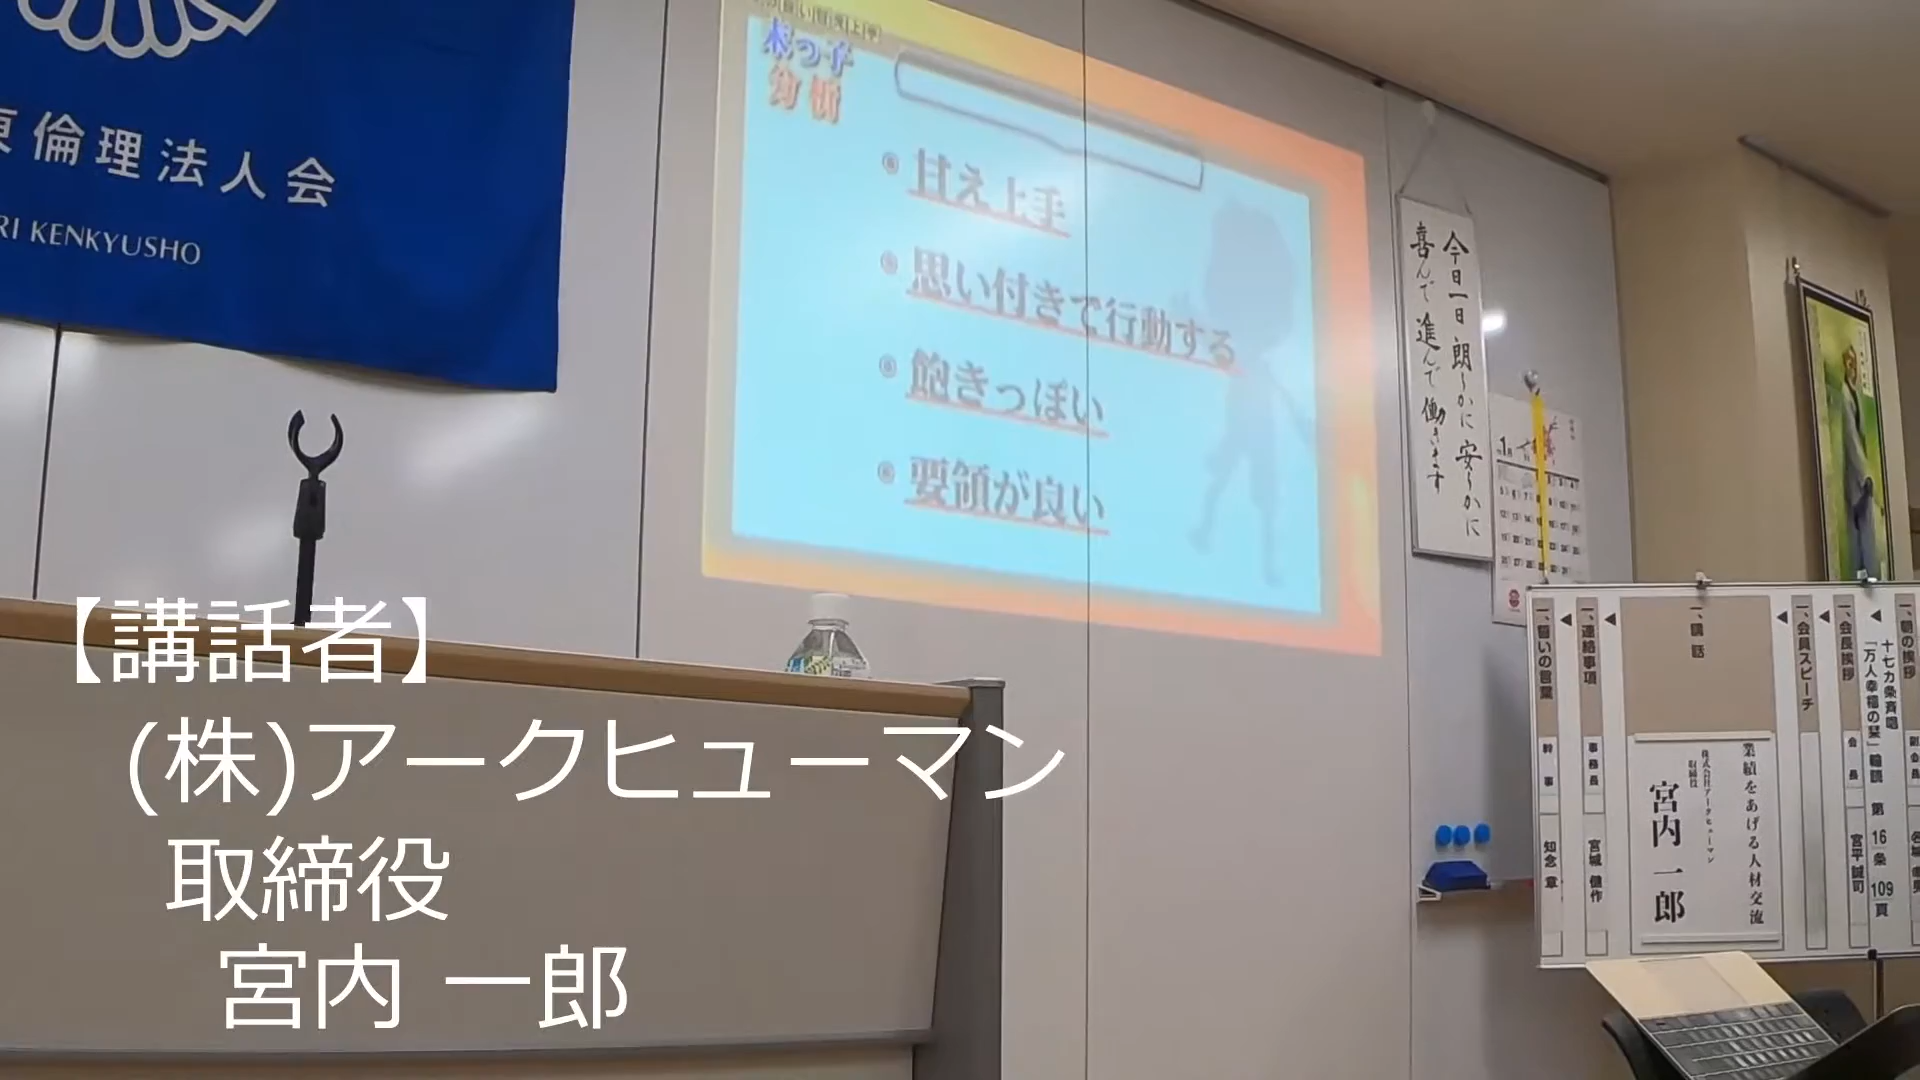 倫理法人会
RI KENKYUSHO
末っ子
分析
甘え上手
思い付きで行動する
飽きっぽい
要領が良い
今日一日 朗らかに 安らかに
喜んで 進んで 働きます
1月
【講話者】
(株)アークヒューマン
取締役
宮内 一郎
一、朝の挨拶
十七カ条斉唱
「万人幸福の栞」輪読 第16条 109頁
一、会長挨拶 会長 宮平 誠司
一、会員スピーチ
一、講話
業績をあげる人材交流
株式会社アークヒューマン
取締役
宮内 一郎
一、連絡事項 事務長 宮城 健作
一、誓いの言葉 幹事 知念 章